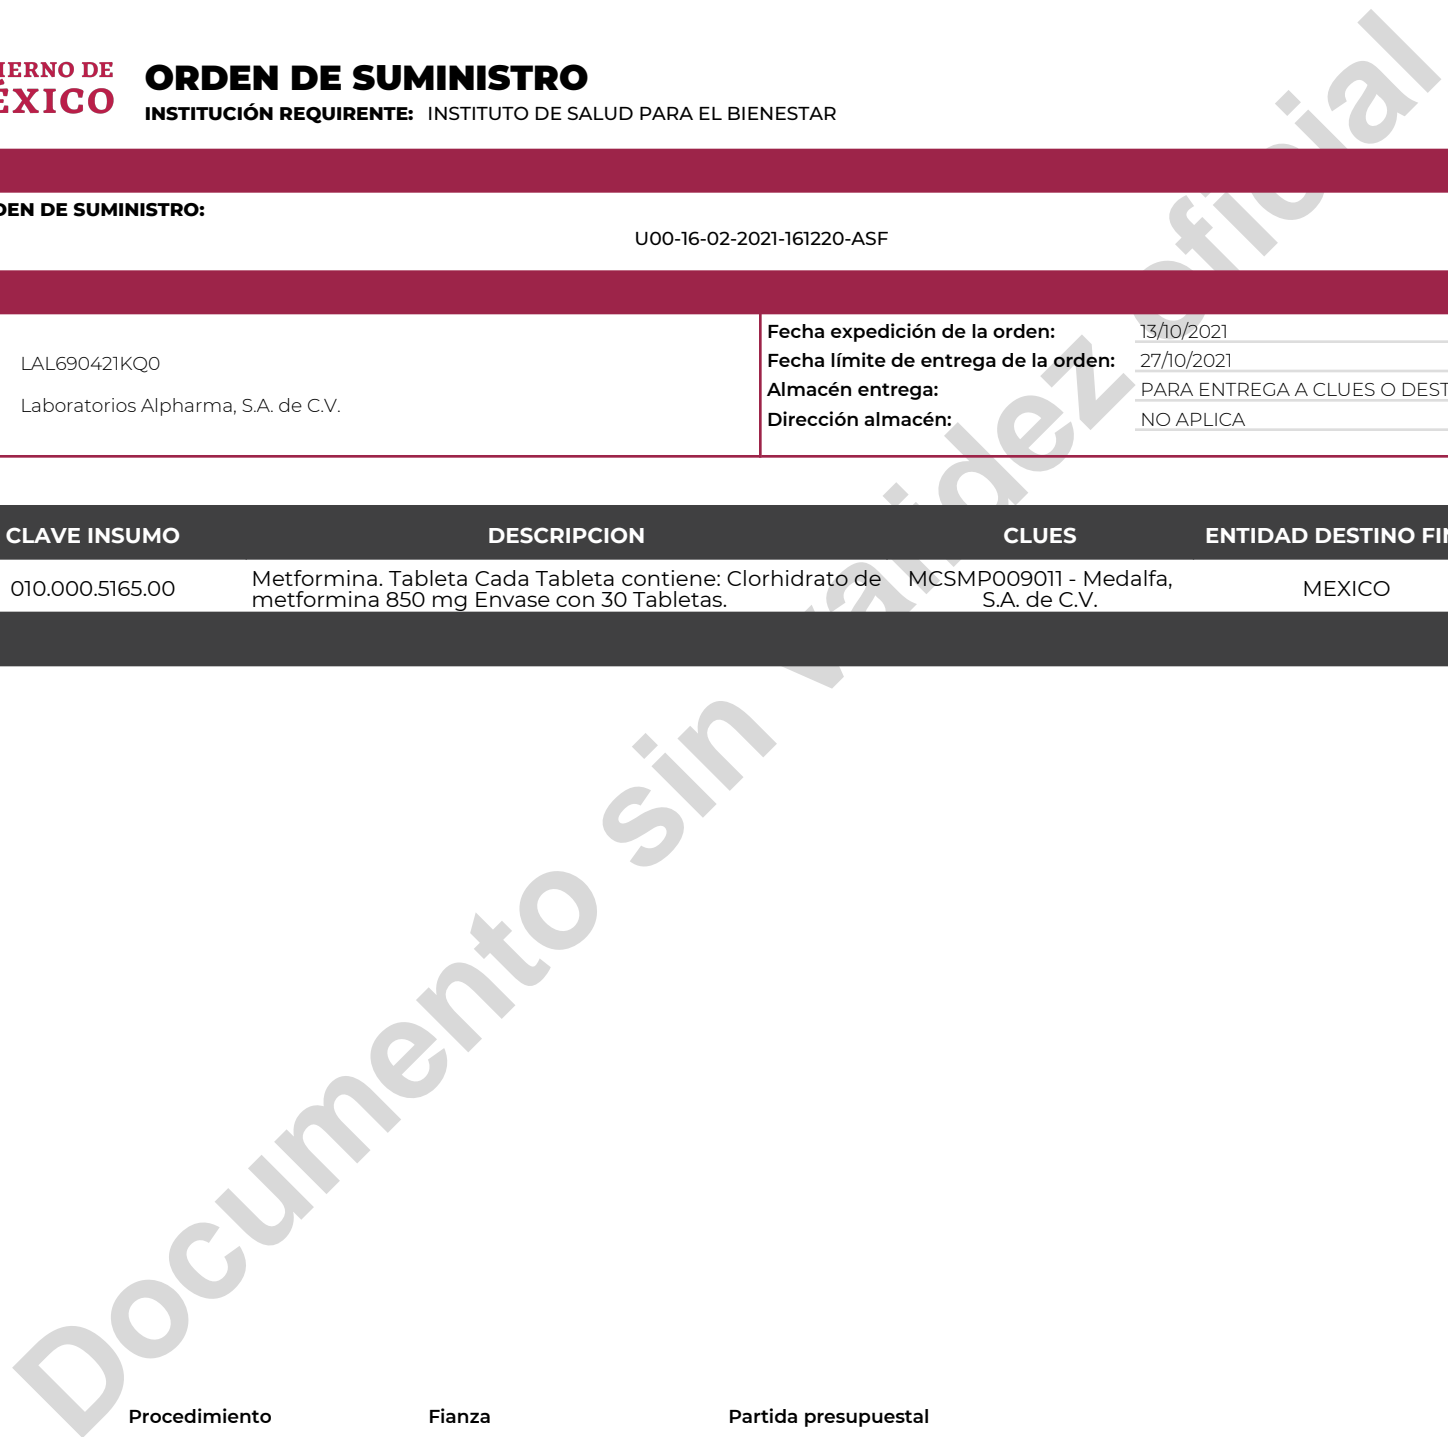 IERNO DE
ÉXICO
ORDEN DE SUMINISTRO
INSTITUCIÓN REQUIRENTE: INSTITUTO DE SALUD PARA EL BIENESTAR
DEN DE SUMINISTRO:
U00-16-02-2021-161220-ASF
LAL690421KQ0
Laboratorios Alpharma, S.A. de C.V.
Fecha expedición de la orden: 13/10/2021
Fecha límite de entrega de la orden: 27/10/2021
Almacén entrega: PARA ENTREGA A CLUES O DEST
Dirección almacén: NO APLICA
CLAVE INSUMO DESCRIPCION CLUES ENTIDAD DESTINO FIN
010.000.5165.00
Metformina. Tableta Cada Tableta contiene: Clorhidrato de
metformina 850 mg Envase con 30 Tabletas.
MCSMP009011 - Medalfa,
S.A. de C.V.
MEXICO
Documento sin validez oficial
Procedimiento Fianza Partida presupuestal